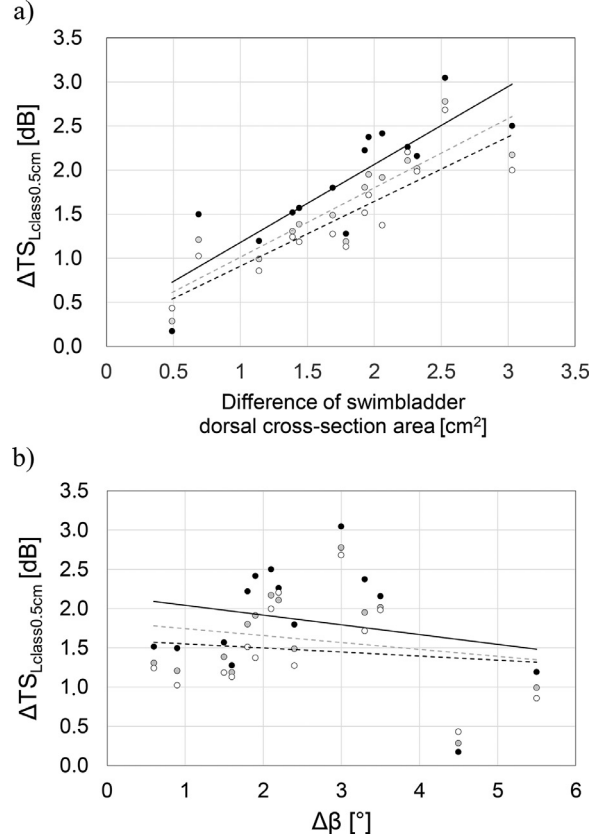 a)
3.5
3.0
2.5
2.0
1.5
1.0
0.5
0.0
ΔTS_Lclass0.5cm [dB]
0 0.5 1 1.5 2 2.5 3 3.5
Difference of swimbladder
dorsal cross-section area [cm²]
b)
3.5
3.0
2.5
2.0
1.5
1.0
0.5
0.0
ΔTS_Lclass0.5cm [dB]
0 1 2 3 4 5 6
Δβ [°]